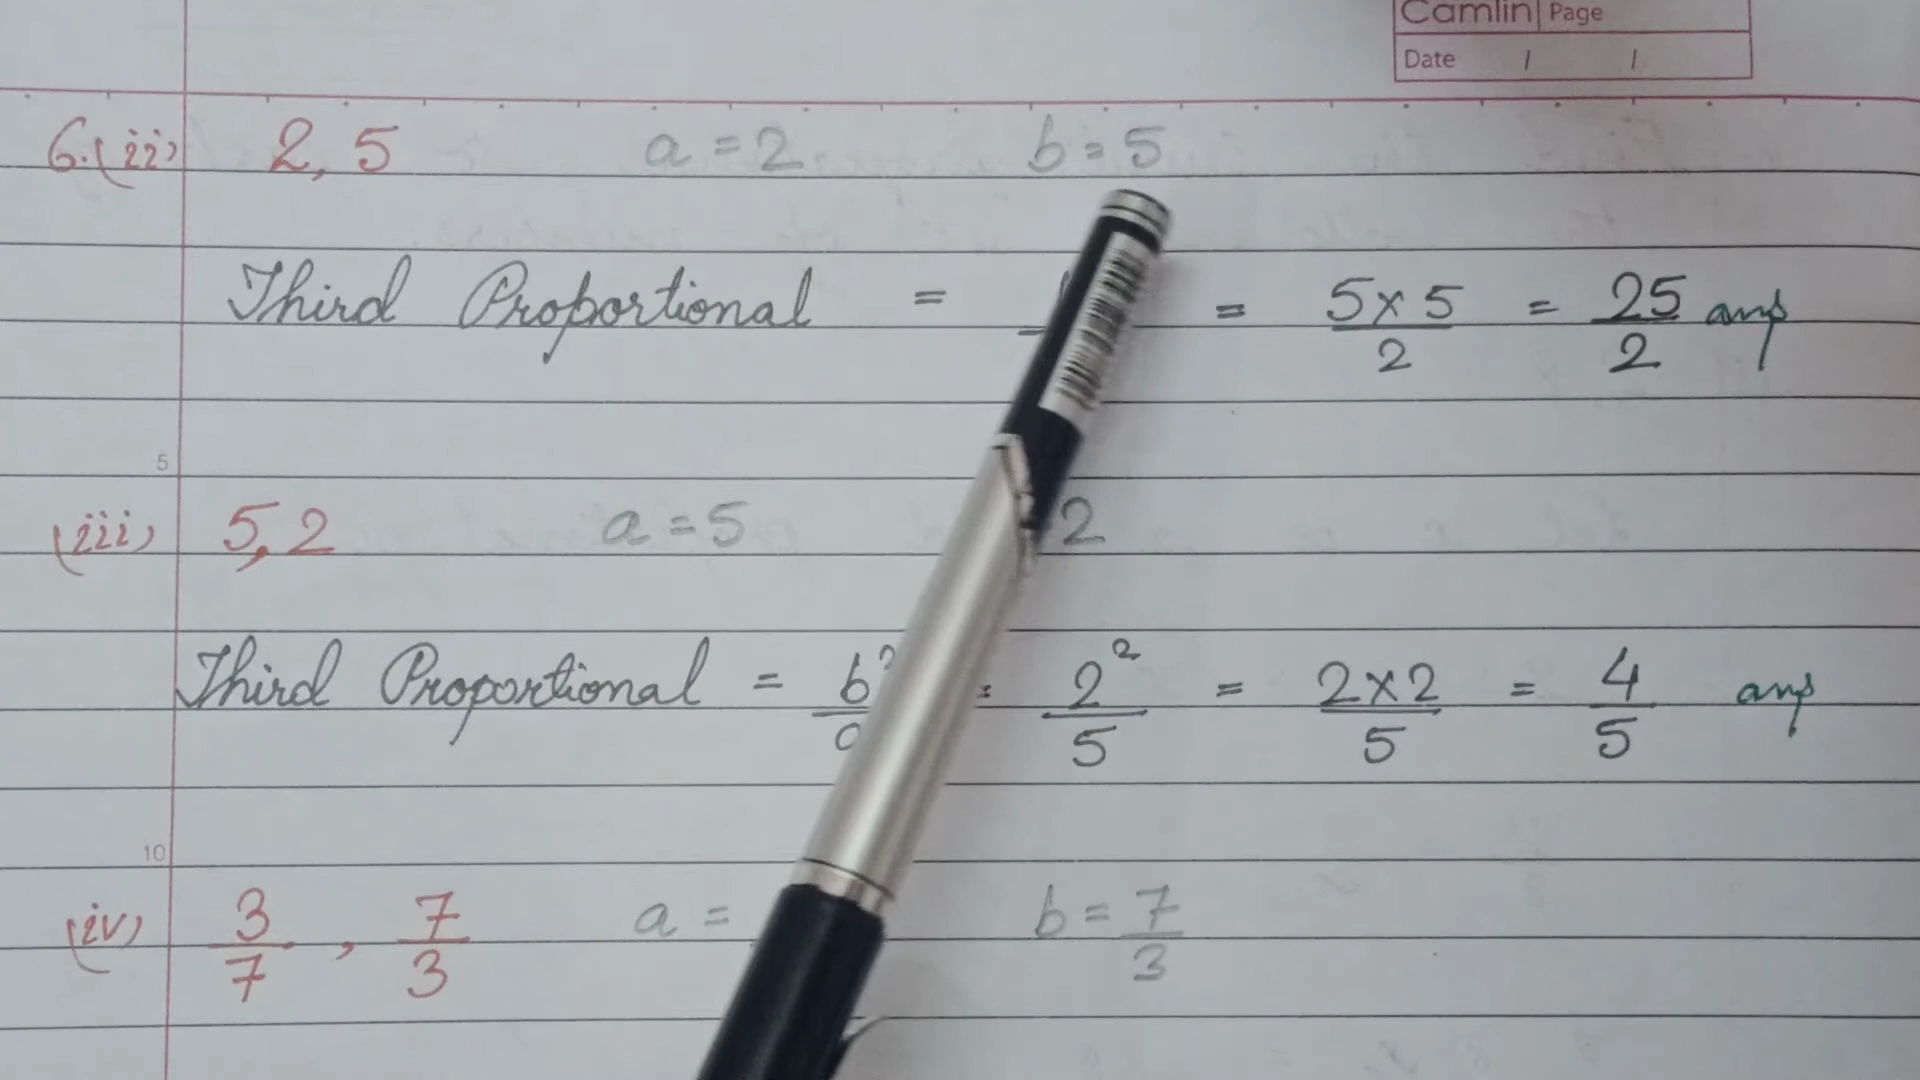 Camlin Page
Date / /
6.(ii) 2, 5 a = 2 b = 5
Third Proportional = = 5×5/2 = 25/2 ans
5
(iii) 5, 2 a = 5 2
Third Proportional = b²/a = 2²/5 = 2×2/5 = 4/5 ans
10
(iv) 3/7 , 7/3 a = b = 7/3